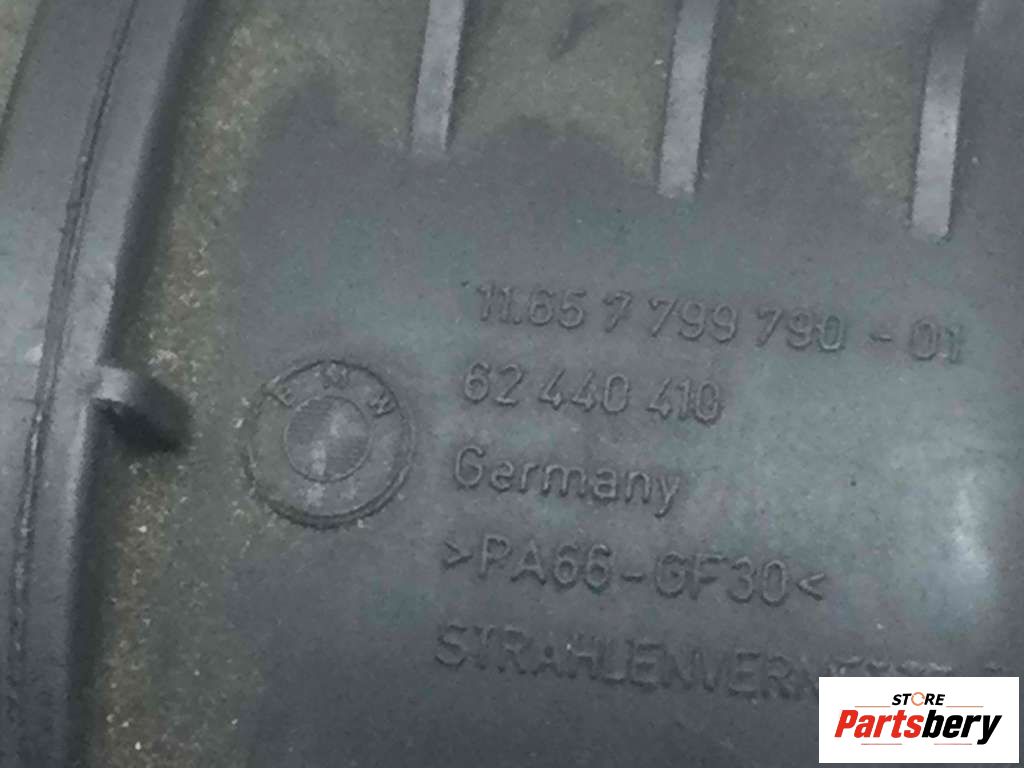 11.65 7 799 790 - 01
62 440 410
BMW
Germany
>PA66-GF30<
STORE
Partsbery